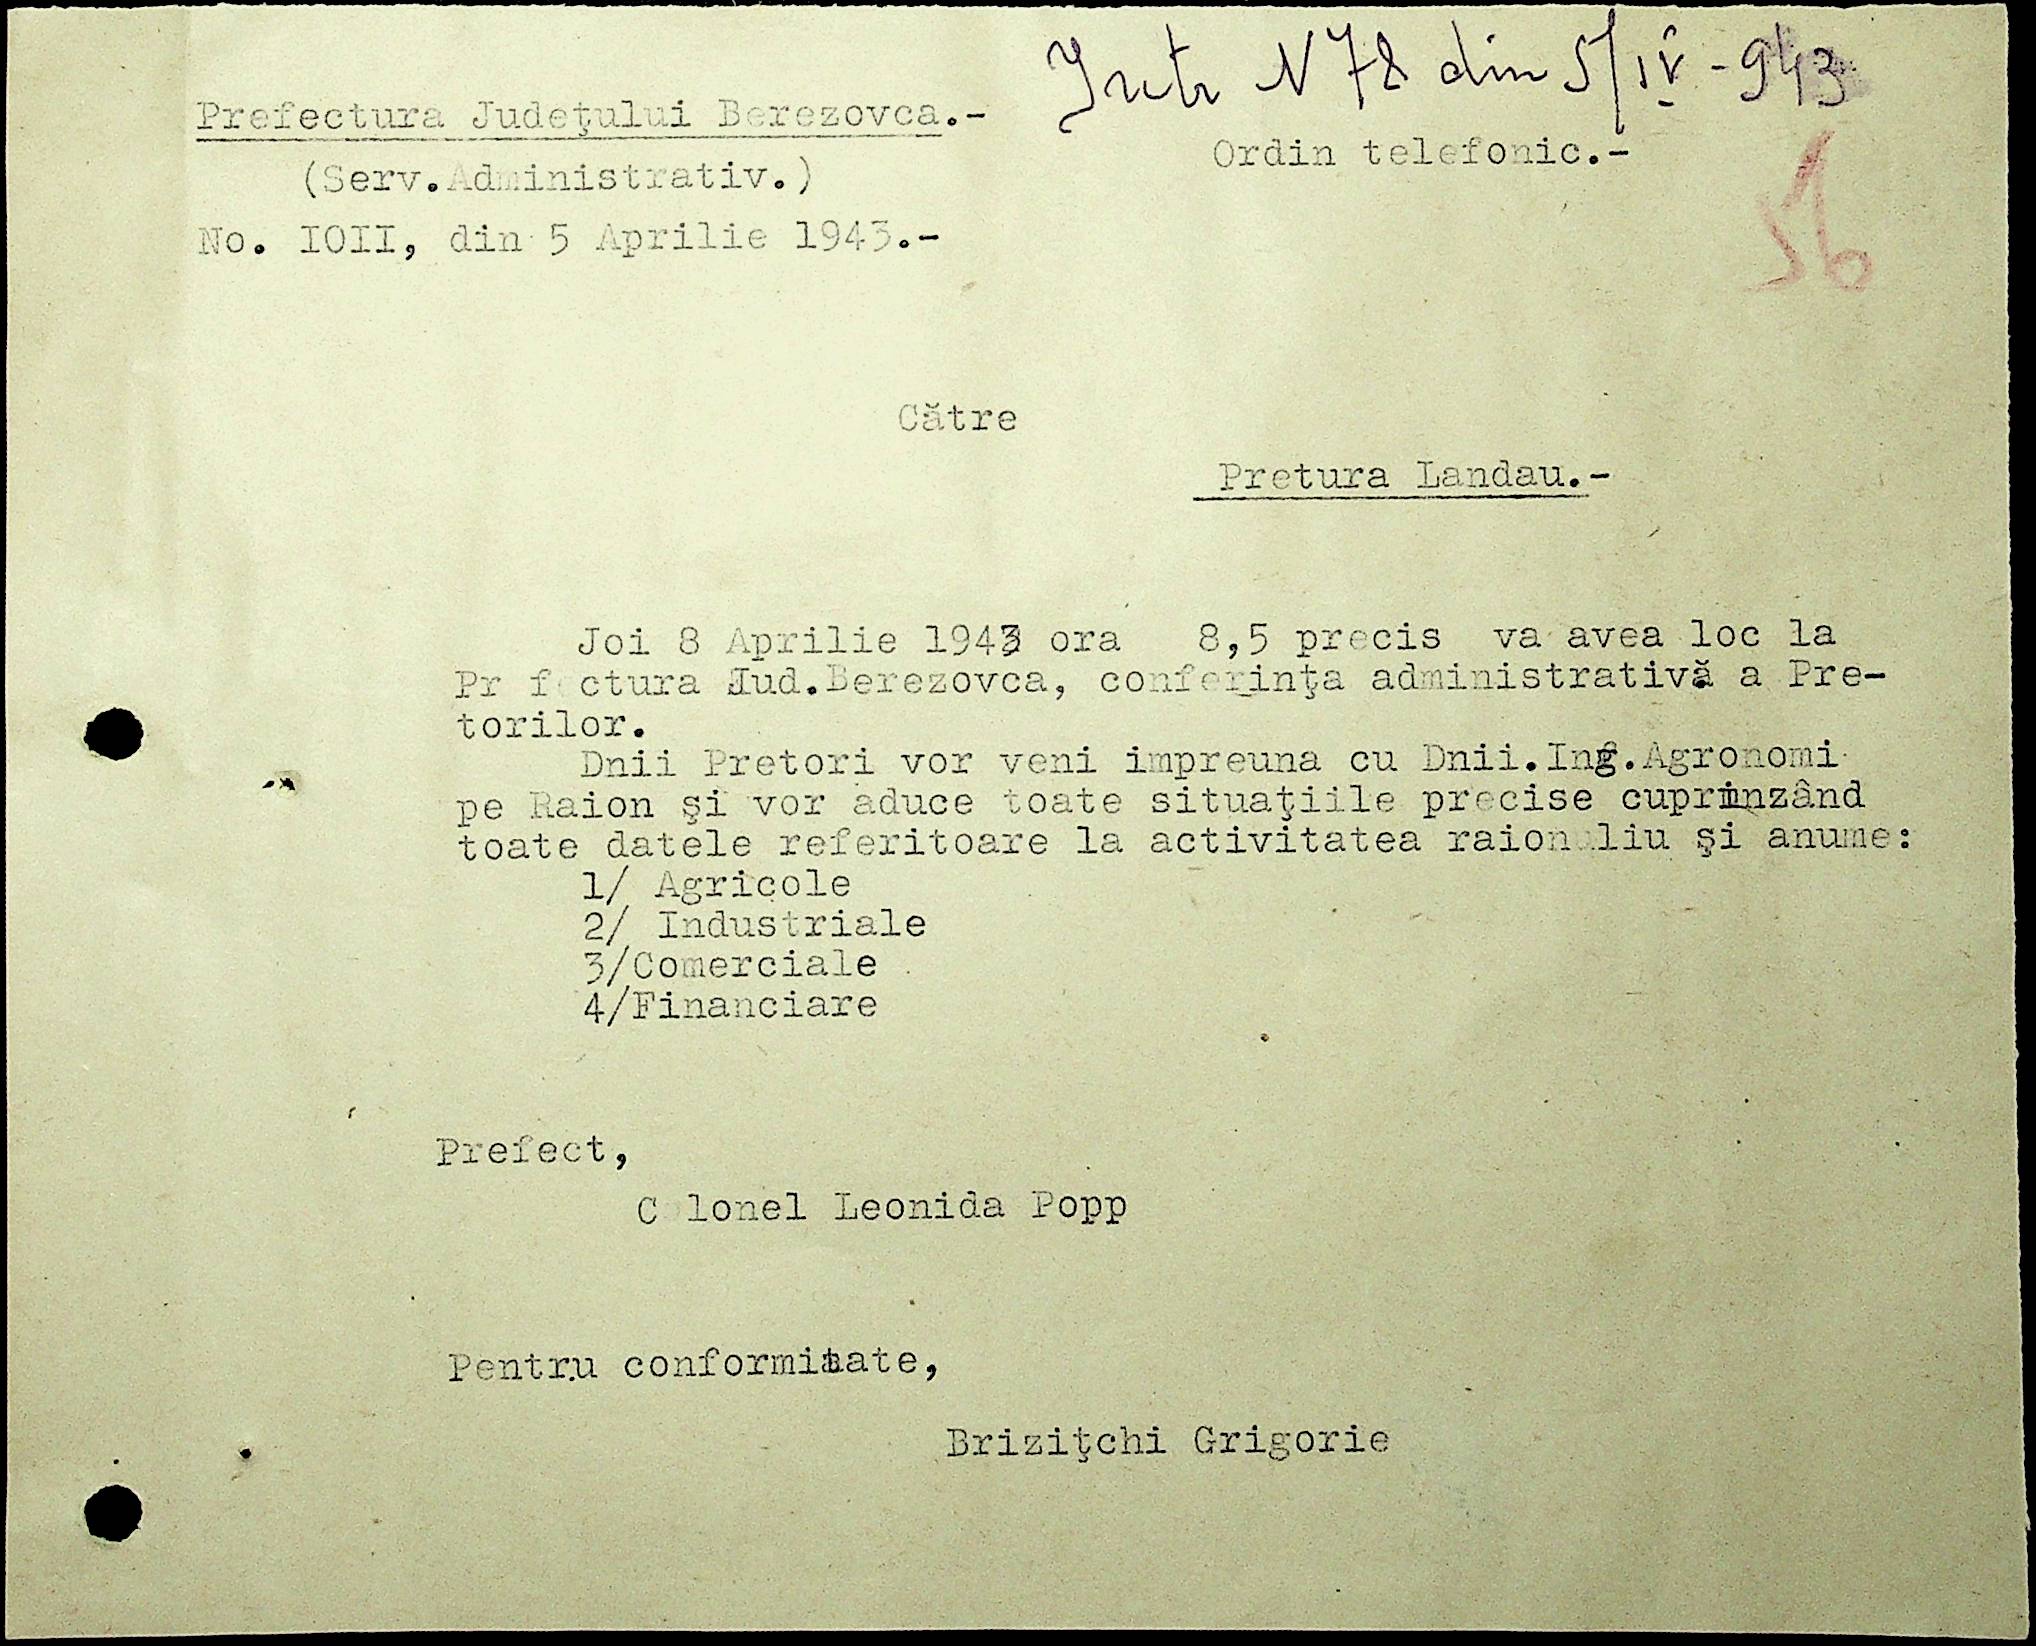 Intr N 78 din 5/IV - 943
Prefectura Judeţului Berezovca.-
Ordin telefonic.-
(Serv.Administrativ.)
56
No. IOII, din 5 Aprilie 1943.-
Către
Pretura Landau.-
Joi 8 Aprilie 1943 ora 8,5 precis va avea loc la
Prefectura Jud.Berezovca, conferinţa administrativă a Pre-
torilor.
Dnii Pretori vor veni impreuna cu Dnii.Ing.Agronomi
pe Raion şi vor aduce toate situaţiile precise cuprinzând
toate datele referitoare la activitatea raionuliu şi anume:
1/ Agricole
2/ Industriale
3/Comerciale
4/Financiare
Prefect,
Colonel Leonida Popp
Pentru conformitate,
Briziţchi Grigorie